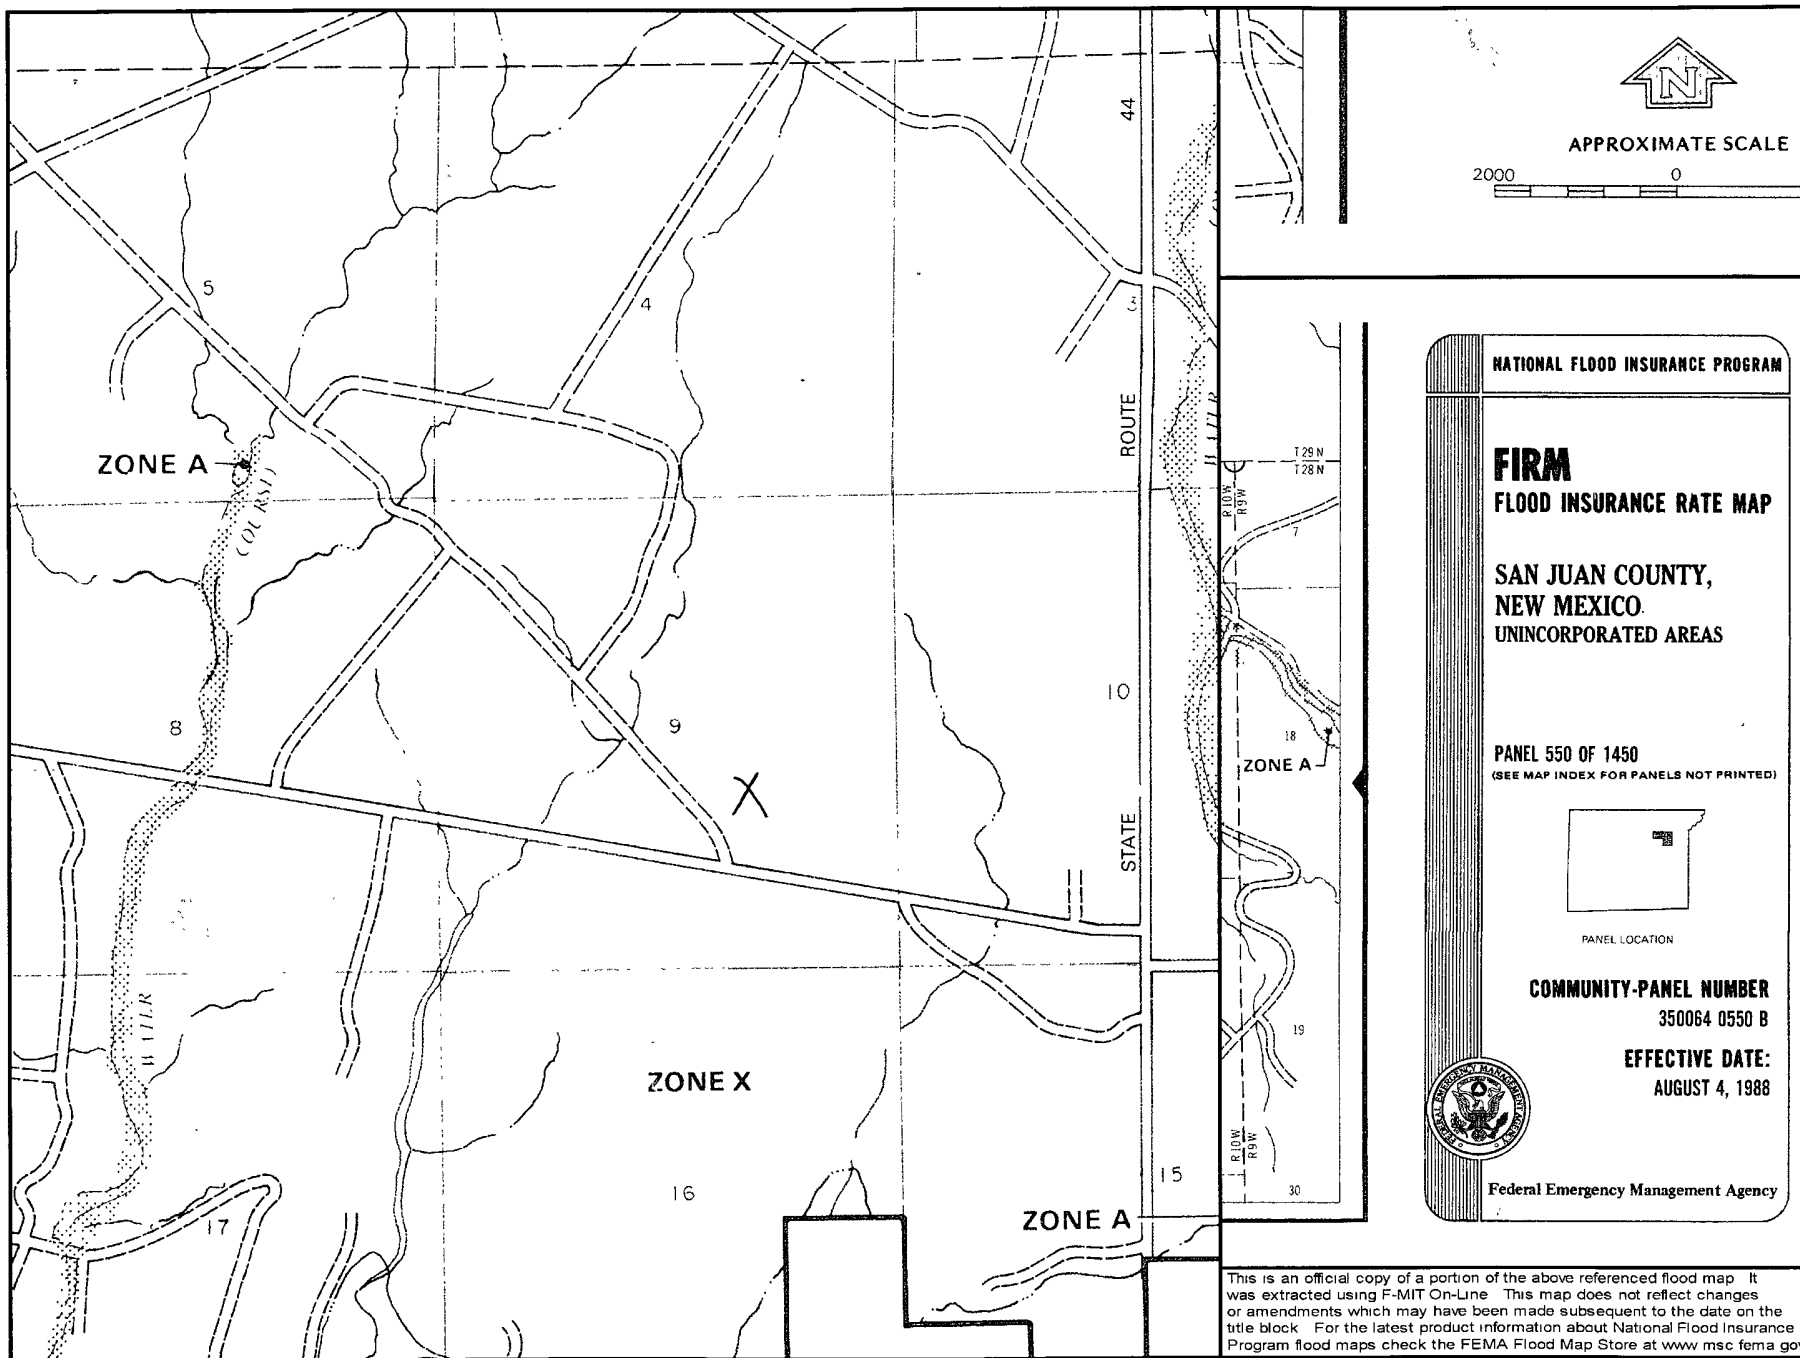 44
5
4
3
ROUTE
WATER
ZONE A
COURSE
10
8
9
X
STATE
WATER
ZONE X
16
15
17
ZONE A
T29N
T28N
R10W
R9W
7
18
ZONE A
19
R10W
R9W
30
N
APPROXIMATE SCALE
2000 0
NATIONAL FLOOD INSURANCE PROGRAM
FIRM
FLOOD INSURANCE RATE MAP
SAN JUAN COUNTY,
NEW MEXICO
UNINCORPORATED AREAS
PANEL 550 OF 1450
(SEE MAP INDEX FOR PANELS NOT PRINTED)
PANEL LOCATION
COMMUNITY-PANEL NUMBER
350064 0550 B
EFFECTIVE DATE:
AUGUST 4, 1988
FEDERAL EMERGENCY MANAGEMENT AGENCY
Federal Emergency Management Agency
This is an official copy of a portion of the above referenced flood map It
was extracted using F-MIT On-Line This map does not reflect changes
or amendments which may have been made subsequent to the date on the
title block For the latest product information about National Flood Insurance
Program flood maps check the FEMA Flood Map Store at www msc fema go